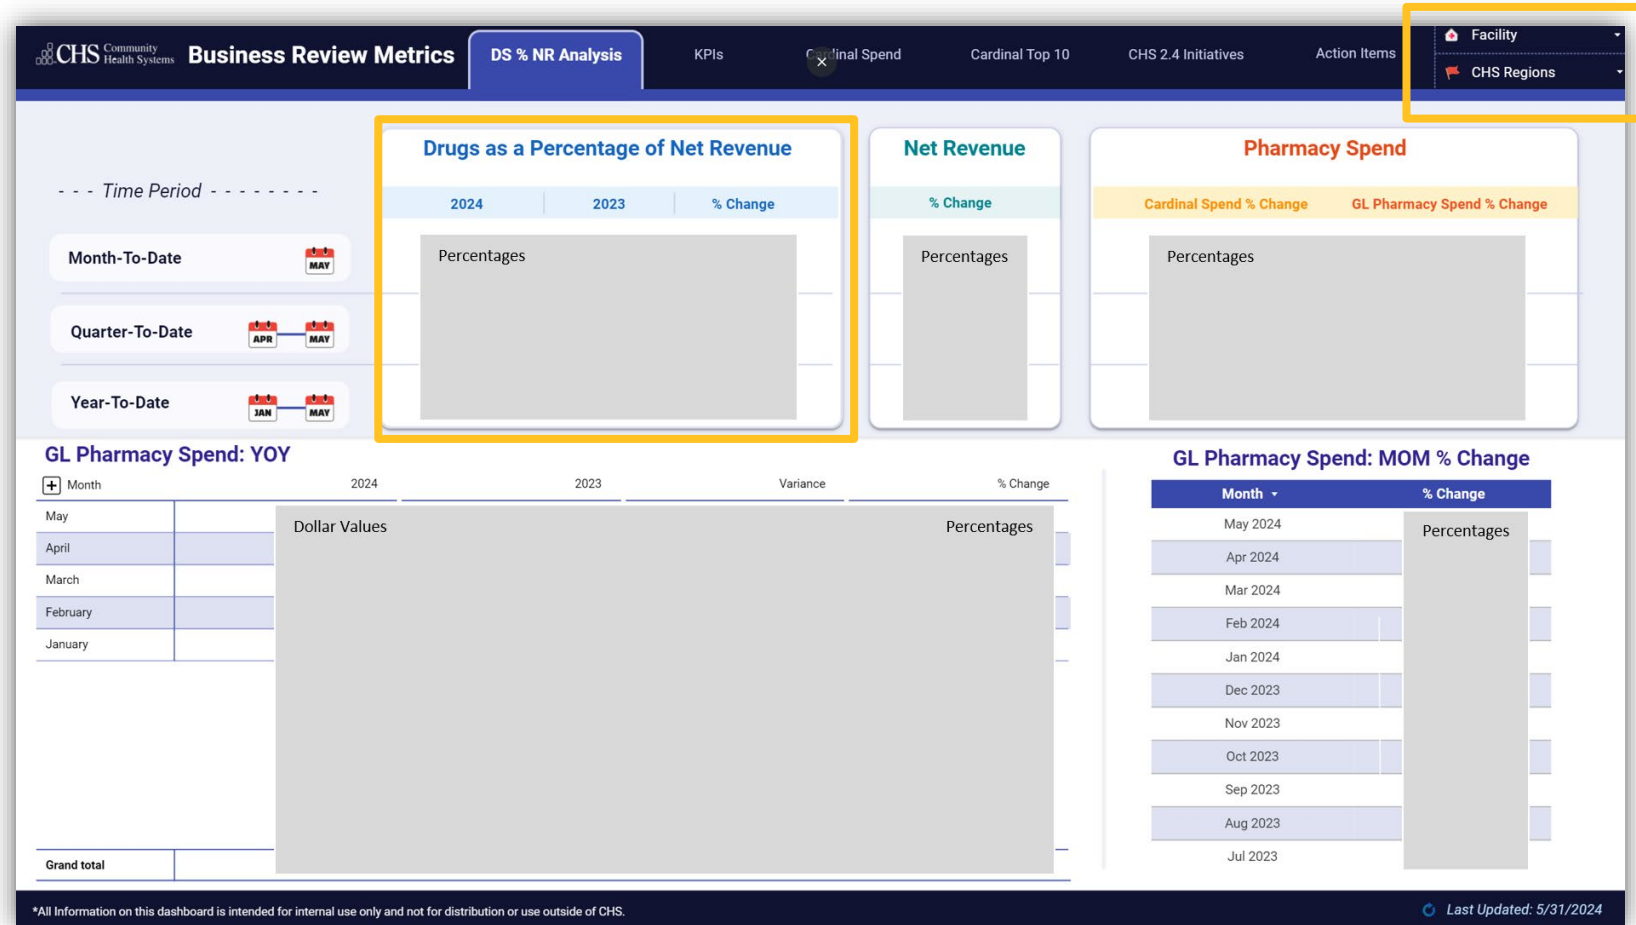 CHS Community Health Systems Business Review Metrics DS % NR Analysis KPIs Cardinal Spend Cardinal Top 10 CHS 2.4 Initiatives Action Items
Facility
CHS Regions
Drugs as a Percentage of Net Revenue
Net Revenue
Pharmacy Spend
- - - Time Period - - - - - - - -
2024 2023 % Change
% Change
Cardinal Spend % Change GL Pharmacy Spend % Change
Month-To-Date MAY
Percentages
Percentages
Percentages
Quarter-To-Date APR MAY
Year-To-Date JAN MAY
GL Pharmacy Spend: YOY
Month 2024 2023 Variance % Change
May
Dollar Values Percentages
April
March
February
January
Grand total
GL Pharmacy Spend: MOM % Change
Month % Change
May 2024
Percentages
Apr 2024
Mar 2024
Feb 2024
Jan 2024
Dec 2023
Nov 2023
Oct 2023
Sep 2023
Aug 2023
Jul 2023
*All Information on this dashboard is intended for internal use only and not for distribution or use outside of CHS.
Last Updated: 5/31/2024